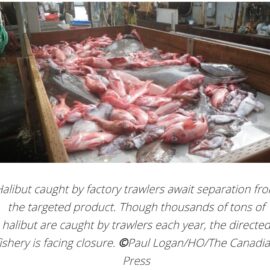 Halibut caught by factory trawlers await separation from
the targeted product. Though thousands of tons of
halibut are caught by trawlers each year, the directed
fishery is facing closure. ©Paul Logan/HO/The Canadian
Press